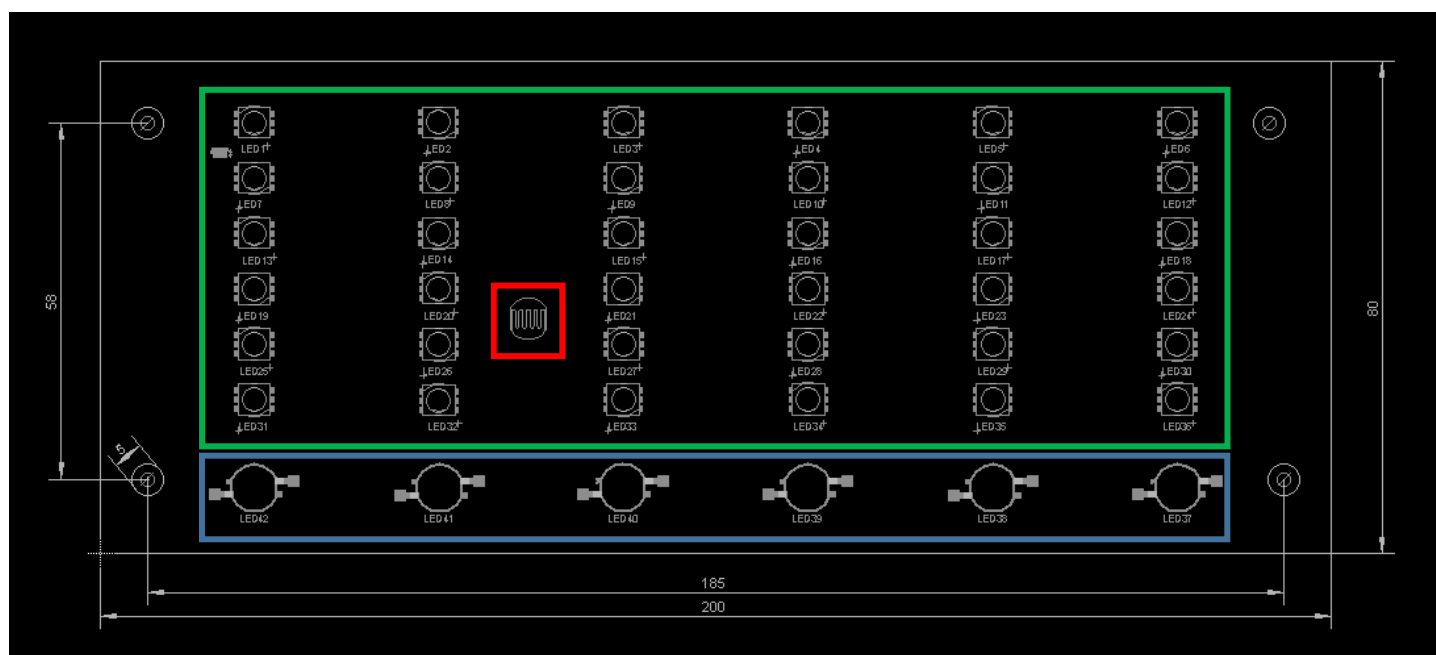 LED1 LED2 LED3 LED4 LED5 LED6
LED7 LED8 LED9 LED10 LED11 LED12
LED13 LED14 LED15 LED16 LED17 LED18
LED19 LED20 LED21 LED22 LED23 LED24
LED25 LED26 LED27 LED28 LED29 LED30
LED31 LED32 LED33 LED34 LED35 LED36
58
80
5
LED42 LED41 LED40 LED39 LED38 LED37
185
200